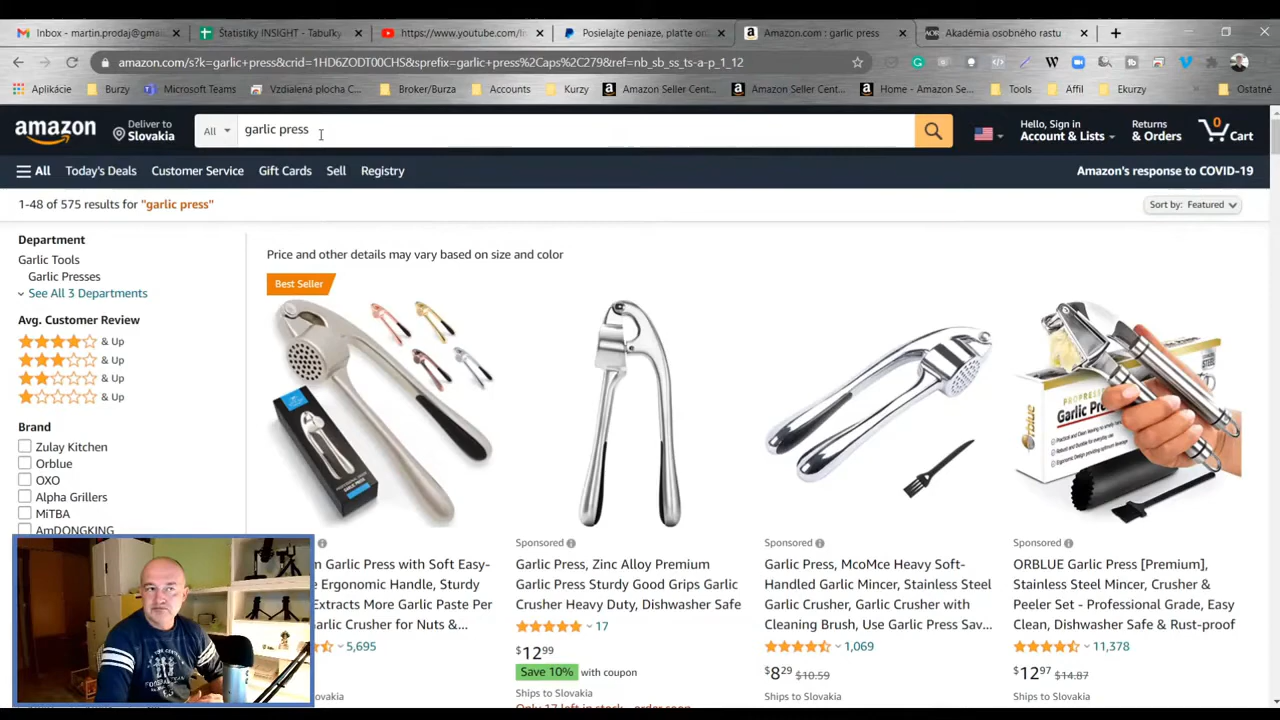 Inbox - martin.prodaj@gma
Štatistiky INSIGHT - Tabuľky
https://www.youtube.com/
Posielajte peniaze, plaťte on
Amazon.com : garlic press
Akadémia osobného rastu
amazon.com/s?k=garlic+press&crid=1HD6ZODT00CHS&sprefix=garlic+press%2Caps%2C279&ref=nb_sb_ss_ts-a-p_1_12
Aplikácie
Burzy
Microsoft Teams
Vzdialená plocha C...
Broker/Burza
Accounts
Kurzy
Amazon Seller Cent...
Amazon Seller Cent...
Home - Amazon Se...
Tools
Affil
Ekurzy
Ostatné
amazon
Deliver to
Slovakia
All
garlic press
Hello, Sign in
Account & Lists
Returns
& Orders
0
Cart
All
Today's Deals
Customer Service
Gift Cards
Sell
Registry
Amazon's response to COVID-19
1-48 of 575 results for "garlic press"
Sort by: Featured
Department
Garlic Tools
Garlic Presses
See All 3 Departments
Avg. Customer Review
& Up
& Up
& Up
& Up
Brand
Zulay Kitchen
Orblue
OXO
Alpha Grillers
MiTBA
AmDONGKING
Price and other details may vary based on size and color
Best Seller
Garlic Press with Soft Easy-
Ergonomic Handle, Sturdy
Extracts More Garlic Paste Per
Garlic Crusher for Nuts &...
5,695
Sponsored
Garlic Press, Zinc Alloy Premium
Garlic Press Sturdy Good Grips Garlic
Crusher Heavy Duty, Dishwasher Safe
17
$12.99
Save 10% with coupon
Ships to Slovakia
Only 17 left in stock - order soon
Sponsored
Garlic Press, McoMce Heavy Soft-
Handled Garlic Mincer, Stainless Steel
Garlic Crusher, Garlic Crusher with
Cleaning Brush, Use Garlic Press Sav...
1,069
$8.29 $10.59
Ships to Slovakia
Sponsored
ORBLUE Garlic Press [Premium],
Stainless Steel Mincer, Crusher &
Peeler Set - Professional Grade, Easy
Clean, Dishwasher Safe & Rust-proof
11,378
$12.97 $14.87
Ships to Slovakia